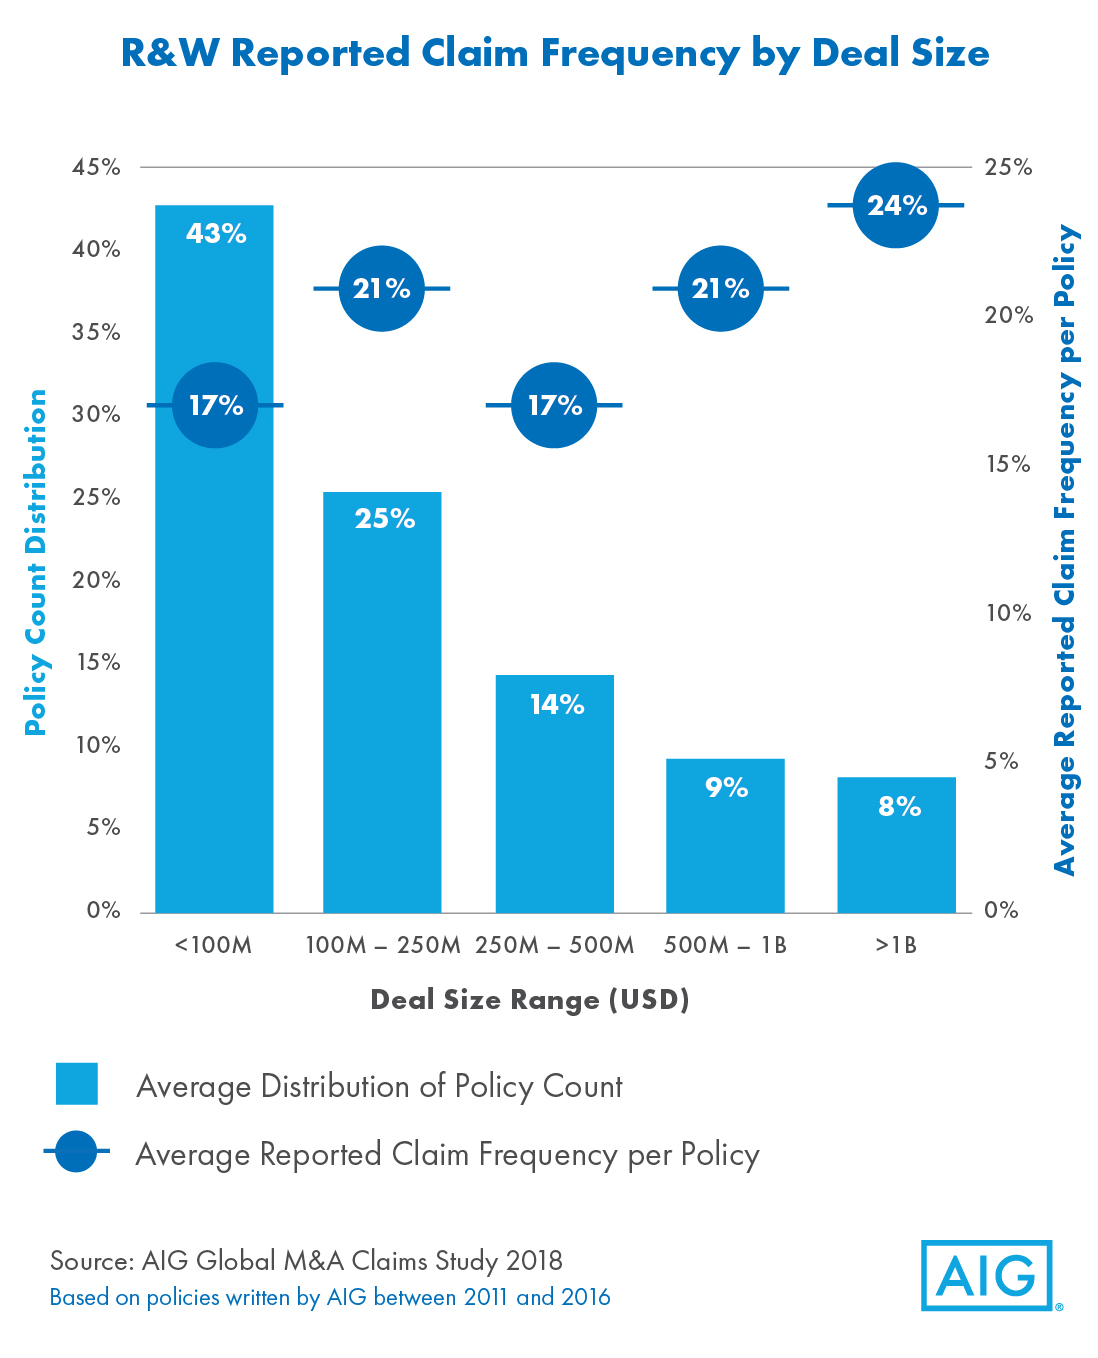 R&W Reported Claim Frequency by Deal Size
45%
40%
35%
30%
25%
20%
15%
10%
5%
0%
Policy Count Distribution
43%
17%
21%
25%
17%
14%
21%
9%
24%
8%
25%
20%
15%
10%
5%
0%
Average Reported Claim Frequency per Policy
<100M
100M – 250M
250M – 500M
500M – 1B
>1B
Deal Size Range (USD)
Average Distribution of Policy Count
Average Reported Claim Frequency per Policy
Source: AIG Global M&A Claims Study 2018
Based on policies written by AIG between 2011 and 2016
AIG®